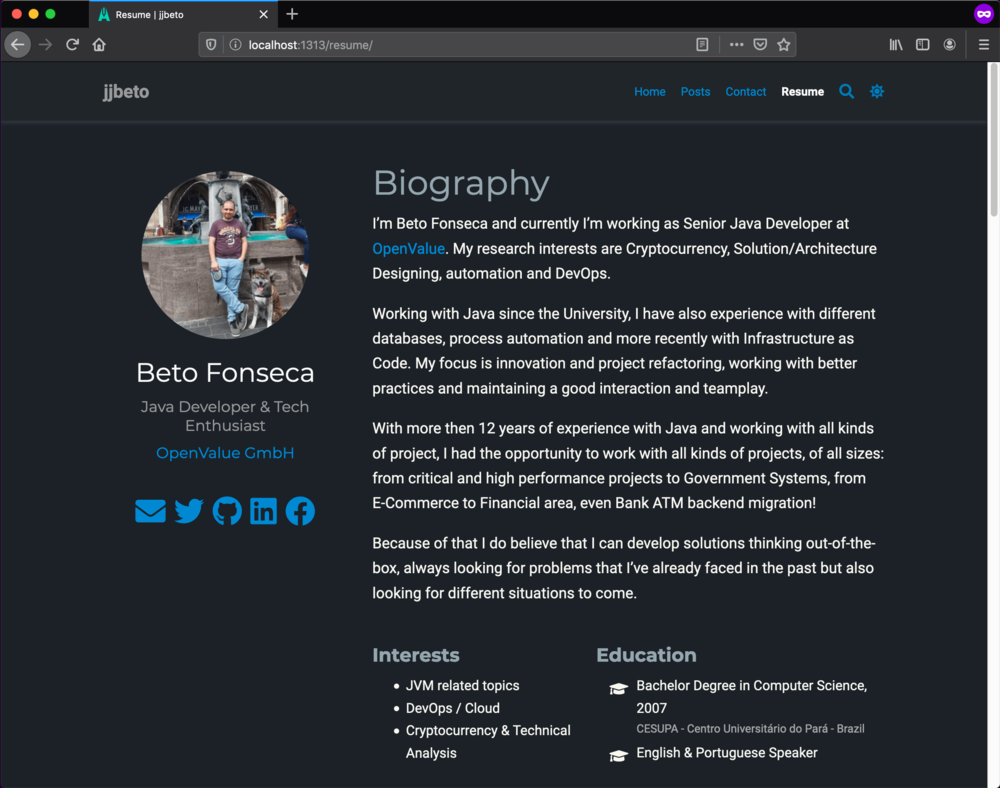 Resume | jjbeto
localhost:1313/resume/
jjbeto
Home Posts Contact Resume
Biography
I’m Beto Fonseca and currently I’m working as Senior Java Developer at
OpenValue. My research interests are Cryptocurrency, Solution/Architecture
Designing, automation and DevOps.
Working with Java since the University, I have also experience with different
databases, process automation and more recently with Infrastructure as
Code. My focus is innovation and project refactoring, working with better
practices and maintaining a good interaction and teamplay.
With more then 12 years of experience with Java and working with all kinds
of project, I had the opportunity to work with all kinds of projects, of all sizes:
from critical and high performance projects to Government Systems, from
E-Commerce to Financial area, even Bank ATM backend migration!
Because of that I do believe that I can develop solutions thinking out-of-the-
box, always looking for problems that I’ve already faced in the past but also
looking for different situations to come.
Beto Fonseca
Java Developer & Tech
Enthusiast
OpenValue GmbH
Interests
JVM related topics
DevOps / Cloud
Cryptocurrency & Technical
Analysis
Education
Bachelor Degree in Computer Science,
2007
CESUPA - Centro Universitário do Pará - Brazil
English & Portuguese Speaker